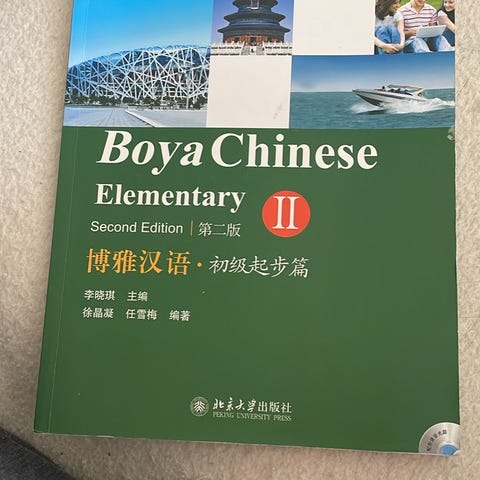 Boya Chinese
Elementary II
Second Edition | 第二版
博雅汉语·初级起步篇
李晓琪 主编
徐晶凝 任雪梅 编著
北京大学出版社
PEKING UNIVERSITY PRESS